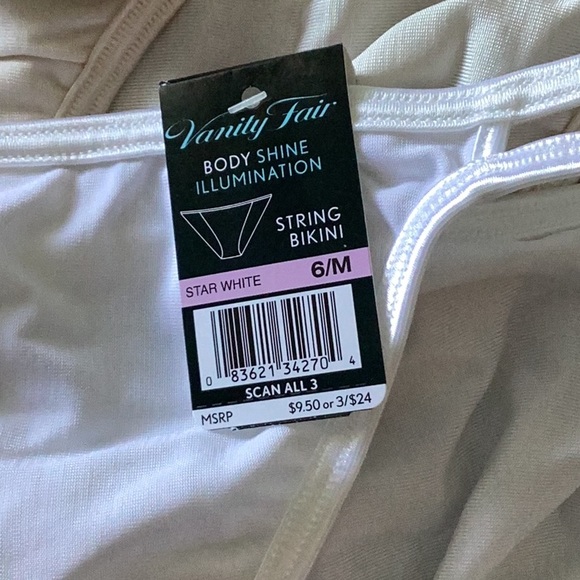 Vanity Fair
BODY SHINE
ILLUMINATION
STRING
BIKINI
STAR WHITE 6/M
0 83621 34270 4
SCAN ALL 3
MSRP $9.50 or 3/$24